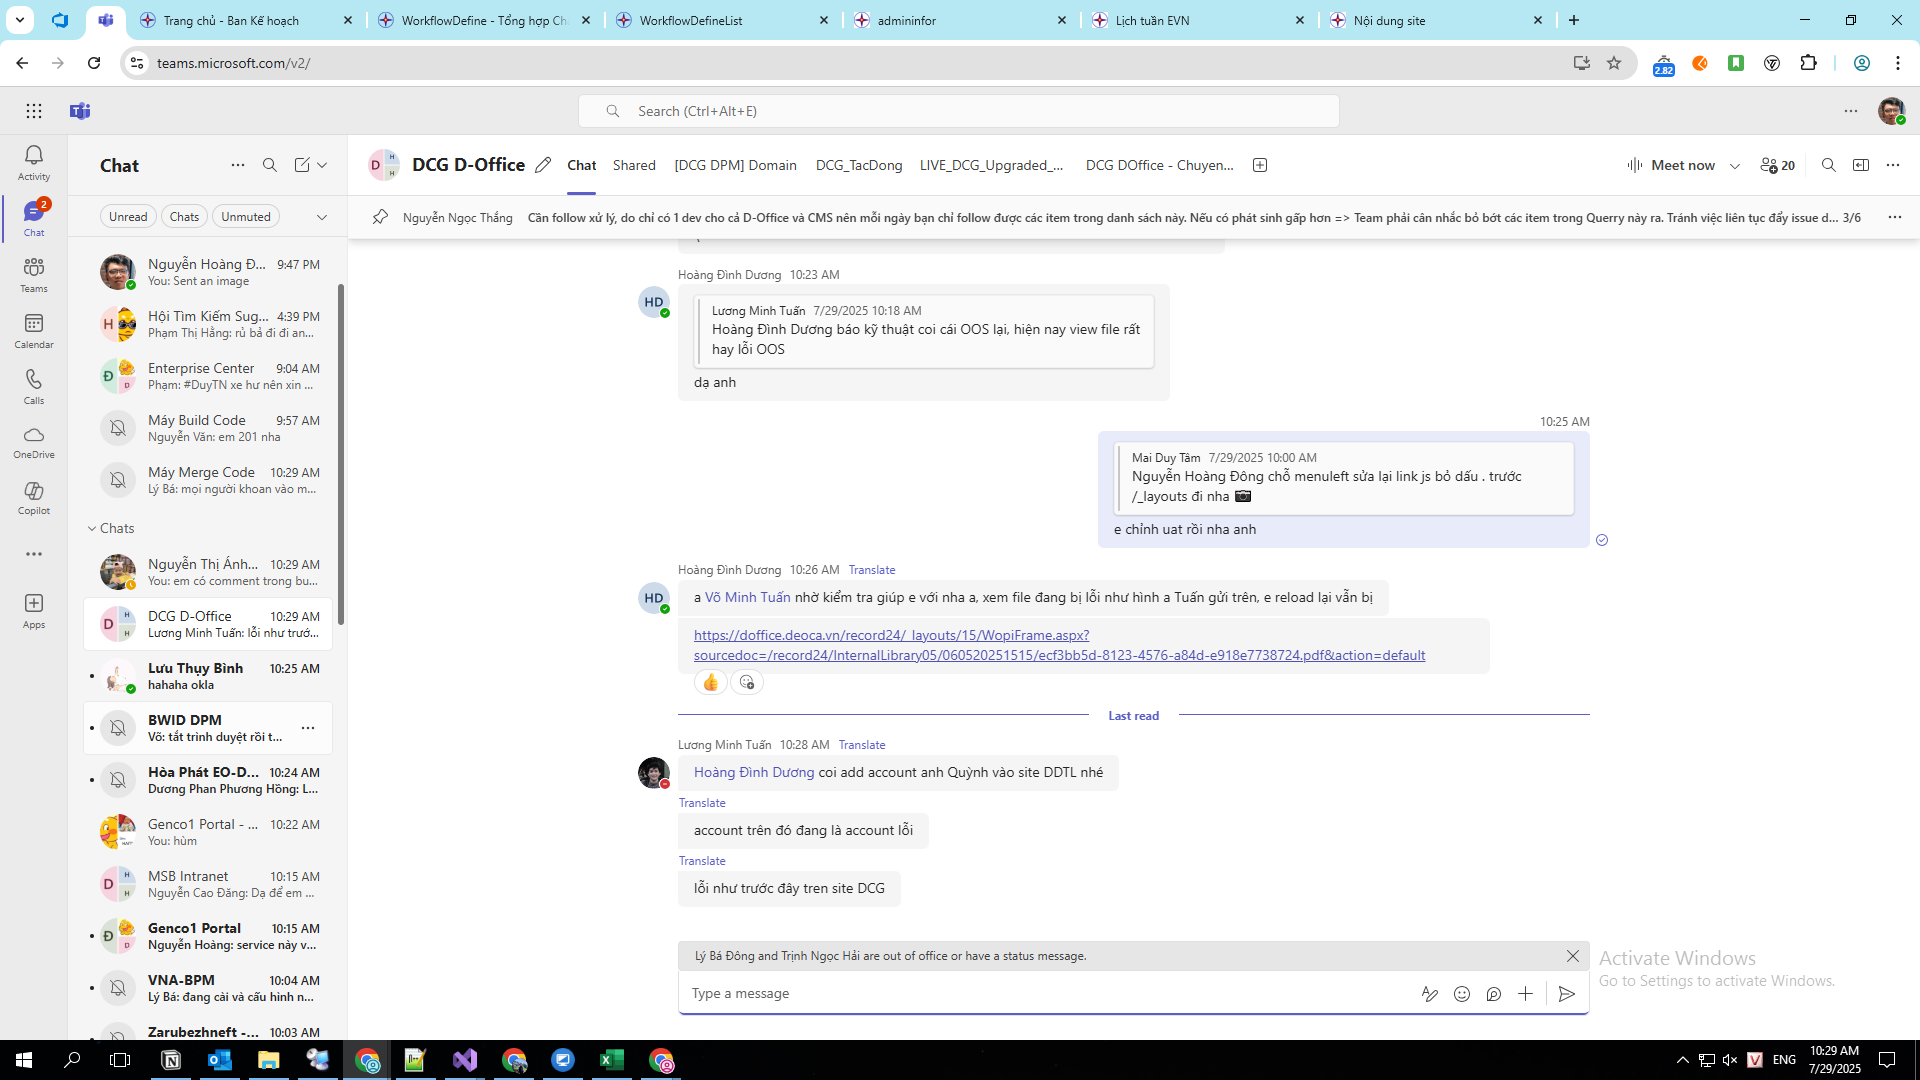 Trang chủ - Ban Kế hoạch
WorkflowDefine - Tổng hợp Ch
WorkflowDefineList
admininfor
Lịch tuần EVN
Nội dung site
teams.microsoft.com/v2/
2.82
Search (Ctrl+Alt+E)
Activity
2
Chat
Teams
Calendar
Calls
OneDrive
Copilot
Apps
Chat
Unread
Chats
Unmuted
Nguyễn Hoàng Đ... 9:47 PM
You: Sent an image
Hội Tìm Kiếm Sug... 4:39 PM
Phạm Thị Hằng: rủ bả đi đi an...
Enterprise Center 9:04 AM
Phạm: #DuyTN xe hư nên xin ...
Máy Build Code 9:57 AM
Nguyễn Văn: em 201 nha
Máy Merge Code 10:29 AM
Lý Bá: mọi người khoan vào m...
Chats
Nguyễn Thị Ánh... 10:29 AM
You: em có comment trong bu...
DCG D-Office 10:29 AM
Lương Minh Tuấn: lỗi như trướ...
Lưu Thụy Bình 10:25 AM
hahaha okla
BWID DPM
Võ: tắt trình duyệt rồi t...
Hòa Phát EO-D... 10:24 AM
Dương Phan Phương Hồng: L...
Genco1 Portal - ... 10:22 AM
You: hùm
MSB Intranet 10:15 AM
Nguyễn Cao Đăng: Dạ để em ...
Genco1 Portal 10:15 AM
Nguyễn Hoàng: service này v...
VNA-BPM 10:04 AM
Lý Bá: đang cài và cấu hình n...
Zarubezhneft -... 10:03 AM
DCG D-Office
Chat
Shared
[DCG DPM] Domain
DCG_TacDong
LIVE_DCG_Upgraded_...
DCG DOffice - Chuyen...
Meet now
20
Nguyễn Ngọc Thắng Cần follow xử lý, do chỉ có 1 dev cho cả D-Office và CMS nên mỗi ngày bạn chỉ follow được các item trong danh sách này. Nếu có phát sinh gấp hơn => Team phải cân nhắc bỏ bớt các item trong Querry này ra. Tránh việc liên tục đẩy issue d... 3/6
Hoàng Đình Dương 10:23 AM
HD
Lương Minh Tuấn 7/29/2025 10:18 AM
Hoàng Đình Dương báo kỹ thuật coi cái OOS lại, hiện nay view file rất
hay lỗi OOS
dạ anh
10:25 AM
Mai Duy Tâm 7/29/2025 10:00 AM
Nguyễn Hoàng Đông chỗ menuleft sửa lại link js bỏ dấu . trước
/_layouts đi nha
e chỉnh uat rồi nha anh
Hoàng Đình Dương 10:26 AM Translate
HD
a Võ Minh Tuấn nhờ kiểm tra giúp e với nha a, xem file đang bị lỗi như hình a Tuấn gửi trên, e reload lại vẫn bị
https://doffice.deoca.vn/record24/_layouts/15/WopiFrame.aspx?
sourcedoc=/record24/InternalLibrary05/060520251515/ecf3bb5d-8123-4576-a84d-e918e7738724.pdf&action=default
Last read
Lương Minh Tuấn 10:28 AM Translate
Hoàng Đình Dương coi add account anh Quỳnh vào site DDTL nhé
Translate
account trên đó đang là account lỗi
Translate
lỗi như trước đây tren site DCG
Lý Bá Đông and Trịnh Ngọc Hải are out of office or have a status message.
Type a message
Activate Windows
Go to Settings to activate Windows.
ENG
10:29 AM
7/29/2025